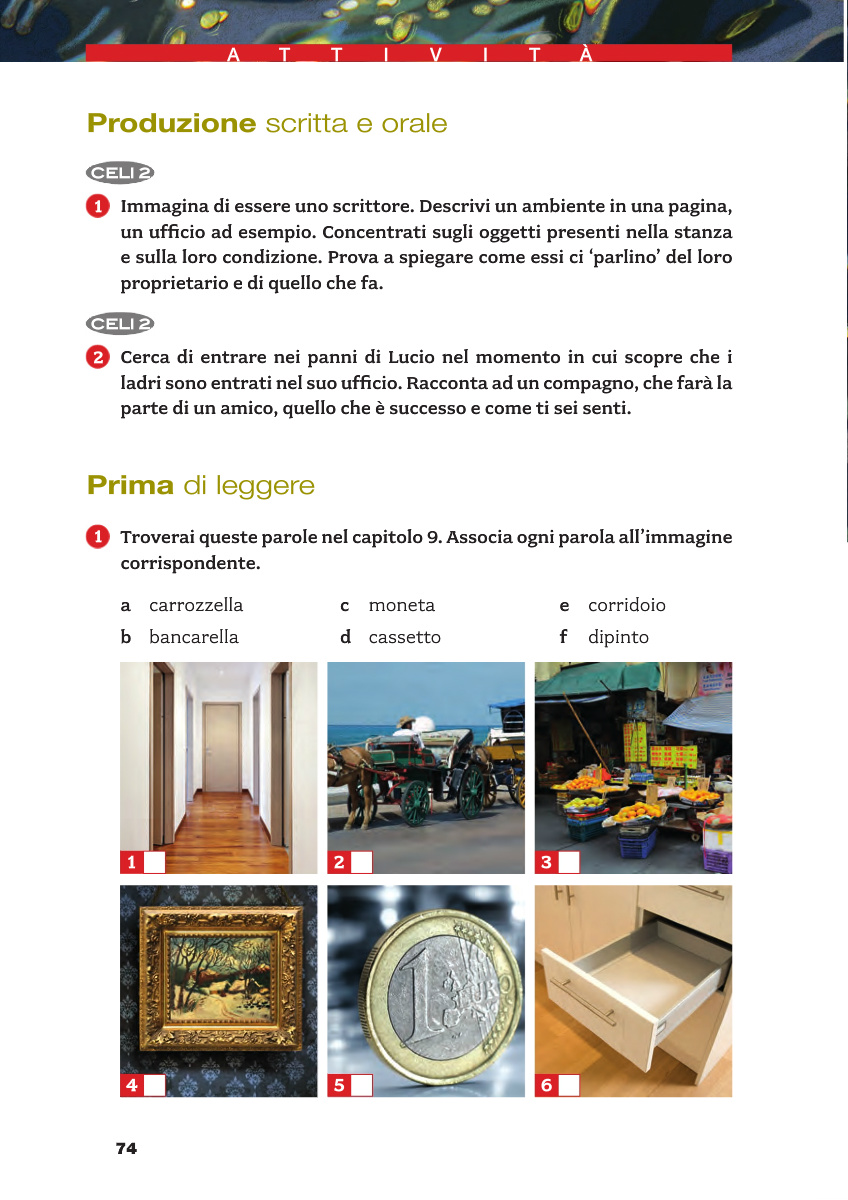 ATTIVITÀ
Produzione scritta e orale
CELI 2
1 Immagina di essere uno scrittore. Descrivi un ambiente in una pagina,
un ufficio ad esempio. Concentrati sugli oggetti presenti nella stanza
e sulla loro condizione. Prova a spiegare come essi ci ‘parlino’ del loro
proprietario e di quello che fa.
CELI 2
2 Cerca di entrare nei panni di Lucio nel momento in cui scopre che i
ladri sono entrati nel suo ufficio. Racconta ad un compagno, che farà la
parte di un amico, quello che è successo e come ti sei senti.
Prima di leggere
1 Troverai queste parole nel capitolo 9. Associa ogni parola all’immagine
corrispondente.
a carrozzella c moneta e corridoio
b bancarella d cassetto f dipinto
1 2 3
1 EURO
4 5 6
74